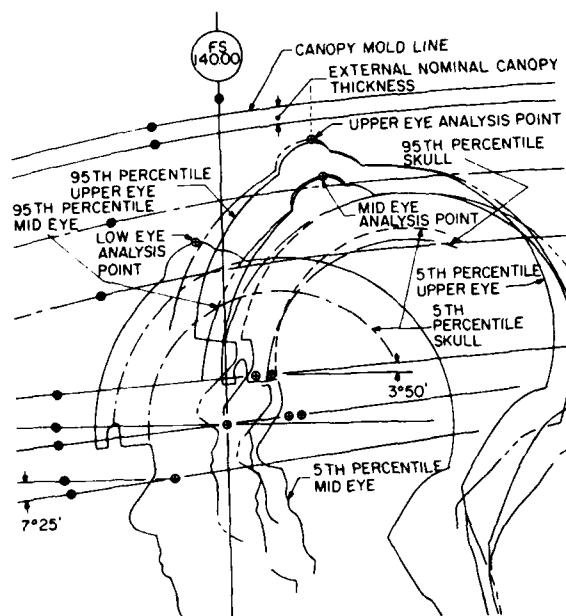 FS
140.00
CANOPY MOLD LINE
EXTERNAL NOMINAL CANOPY
THICKNESS
UPPER EYE ANALYSIS POINT
95TH PERCENTILE
SKULL
95TH PERCENTILE
UPPER EYE
95TH PERCENTILE
MID EYE
MID EYE
ANALYSIS POINT
LOW EYE
ANALYSIS
POINT
5TH PERCENTILE
UPPER EYE
5TH
PERCENTILE
SKULL
3°50'
5TH PERCENTILE
MID EYE
7°25'